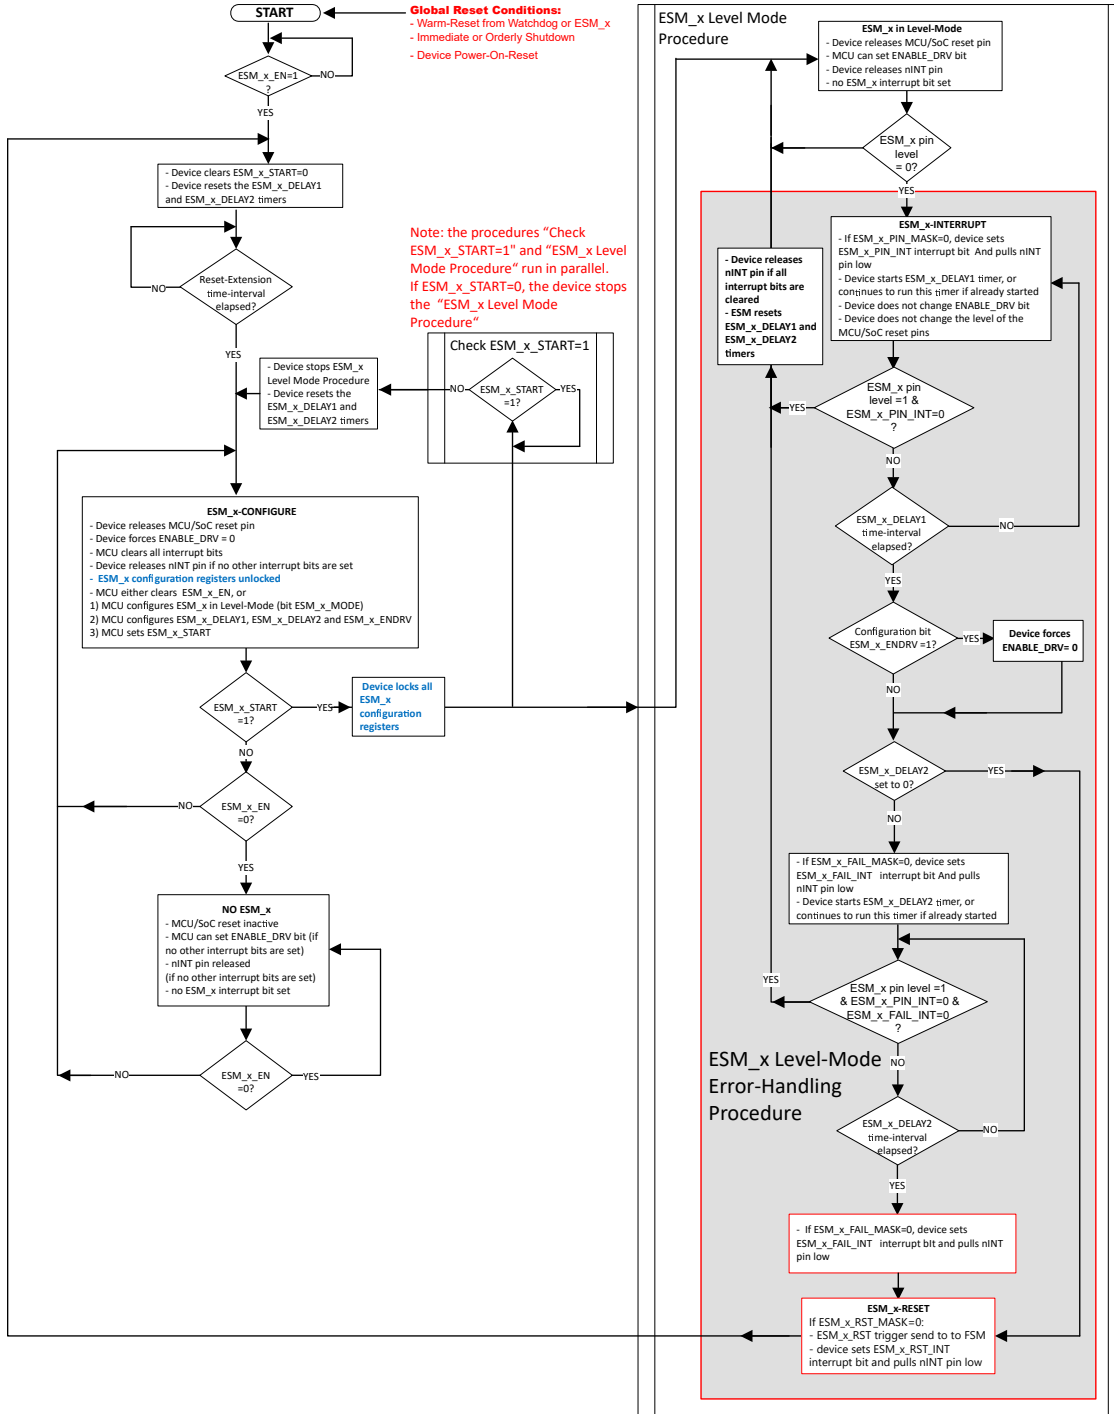 START
Global Reset Conditions:
- Warm-Reset from Watchdog or ESM_x
- Immediate or Orderly Shutdown
- Device Power-On-Reset
ESM_x_EN=1
?
NO
YES
- Device clears ESM_x_START=0
- Device resets the ESM_x_DELAY1
and ESM_x_DELAY2 timers
Reset-Extension
time-interval
elapsed?
NO
YES
Note: the procedures “Check
ESM_x_START=1" and “ESM_x Level
Mode Procedure“ run in parallel.
If ESM_x_START=0, the device stops
the “ESM_x Level Mode
Procedure“
Check ESM_x_START=1
ESM_x_START
=1?
YES
NO
- Device stops ESM_x
Level Mode Procedure
- Device resets the
ESM_x_DELAY1 and
ESM_x_DELAY2 timers
ESM_x-CONFIGURE
- Device releases MCU/SoC reset pin
- Device forces ENABLE_DRV = 0
- MCU clears all interrupt bits
- Device releases nINT pin if no other interrupt bits are set
- ESM_x configuration registers unlocked
- MCU either clears ESM_x_EN, or
1) MCU configures ESM_x in Level-Mode (bit ESM_x_MODE)
2) MCU configures ESM_x_DELAY1, ESM_x_DELAY2 and ESM_x_ENDRV
3) MCU sets ESM_x_START
ESM_x_START
=1?
YES
Device locks all
ESM_x
configuration
registers
NO
ESM_x_EN
=0?
NO
YES
NO ESM_x
- MCU/SoC reset inactive
- MCU can set ENABLE_DRV bit (if
no other interrupt bits are set)
- nINT pin released
(if no other interrupt bits are set)
- no ESM_x interrupt bit set
ESM_x_EN
=0?
NO
YES
ESM_x Level Mode
Procedure
ESM_x in Level-Mode
- Device releases MCU/SoC reset pin
- MCU can set ENABLE_DRV bit
- Device releases nINT pin
- no ESM_x interrupt bit set
ESM_x pin
level
= 0?
YES
ESM_x-INTERRUPT
- If ESM_x_PIN_MASK=0, device sets
ESM_x_PIN_INT interrupt bit And pulls nINT
pin low
- Device starts ESM_x_DELAY1 timer, or
continues to run this timer if already started
- Device does not change ENABLE_DRV bit
- Device does not change the level of the
MCU/SoC reset pins
- Device releases
nINT pin if all
interrupt bits are
cleared
- ESM resets
ESM_x_DELAY1 and
ESM_x_DELAY2
timers
ESM_x pin
level =1 &
ESM_x_PIN_INT=0
?
YES
NO
ESM_x_DELAY1
time-interval
elapsed?
NO
YES
Configuration bit
ESM_x_ENDRV =1?
YES
Device forces
ENABLE_DRV= 0
NO
ESM_x_DELAY2
set to 0?
YES
NO
- If ESM_x_FAIL_MASK=0, device sets
ESM_x_FAIL_INT interrupt bit And pulls
nINT pin low
- Device starts ESM_x_DELAY2 timer, or
continues to run this timer if already started
ESM_x pin level =1
& ESM_x_PIN_INT=0 &
ESM_x_FAIL_INT=0
?
YES
NO
ESM_x Level-Mode
Error-Handling
Procedure
ESM_x_DELAY2
time-interval
elapsed?
NO
YES
- If ESM_x_FAIL_MASK=0, device sets
ESM_x_FAIL_INT interrupt bIt and pulls nINT
pin low
ESM_x-RESET
If ESM_x_RST_MASK=0:
- ESM_x_RST trigger send to to FSM
- device sets ESM_x_RST_INT
interrupt bit and pulls nINT pin low